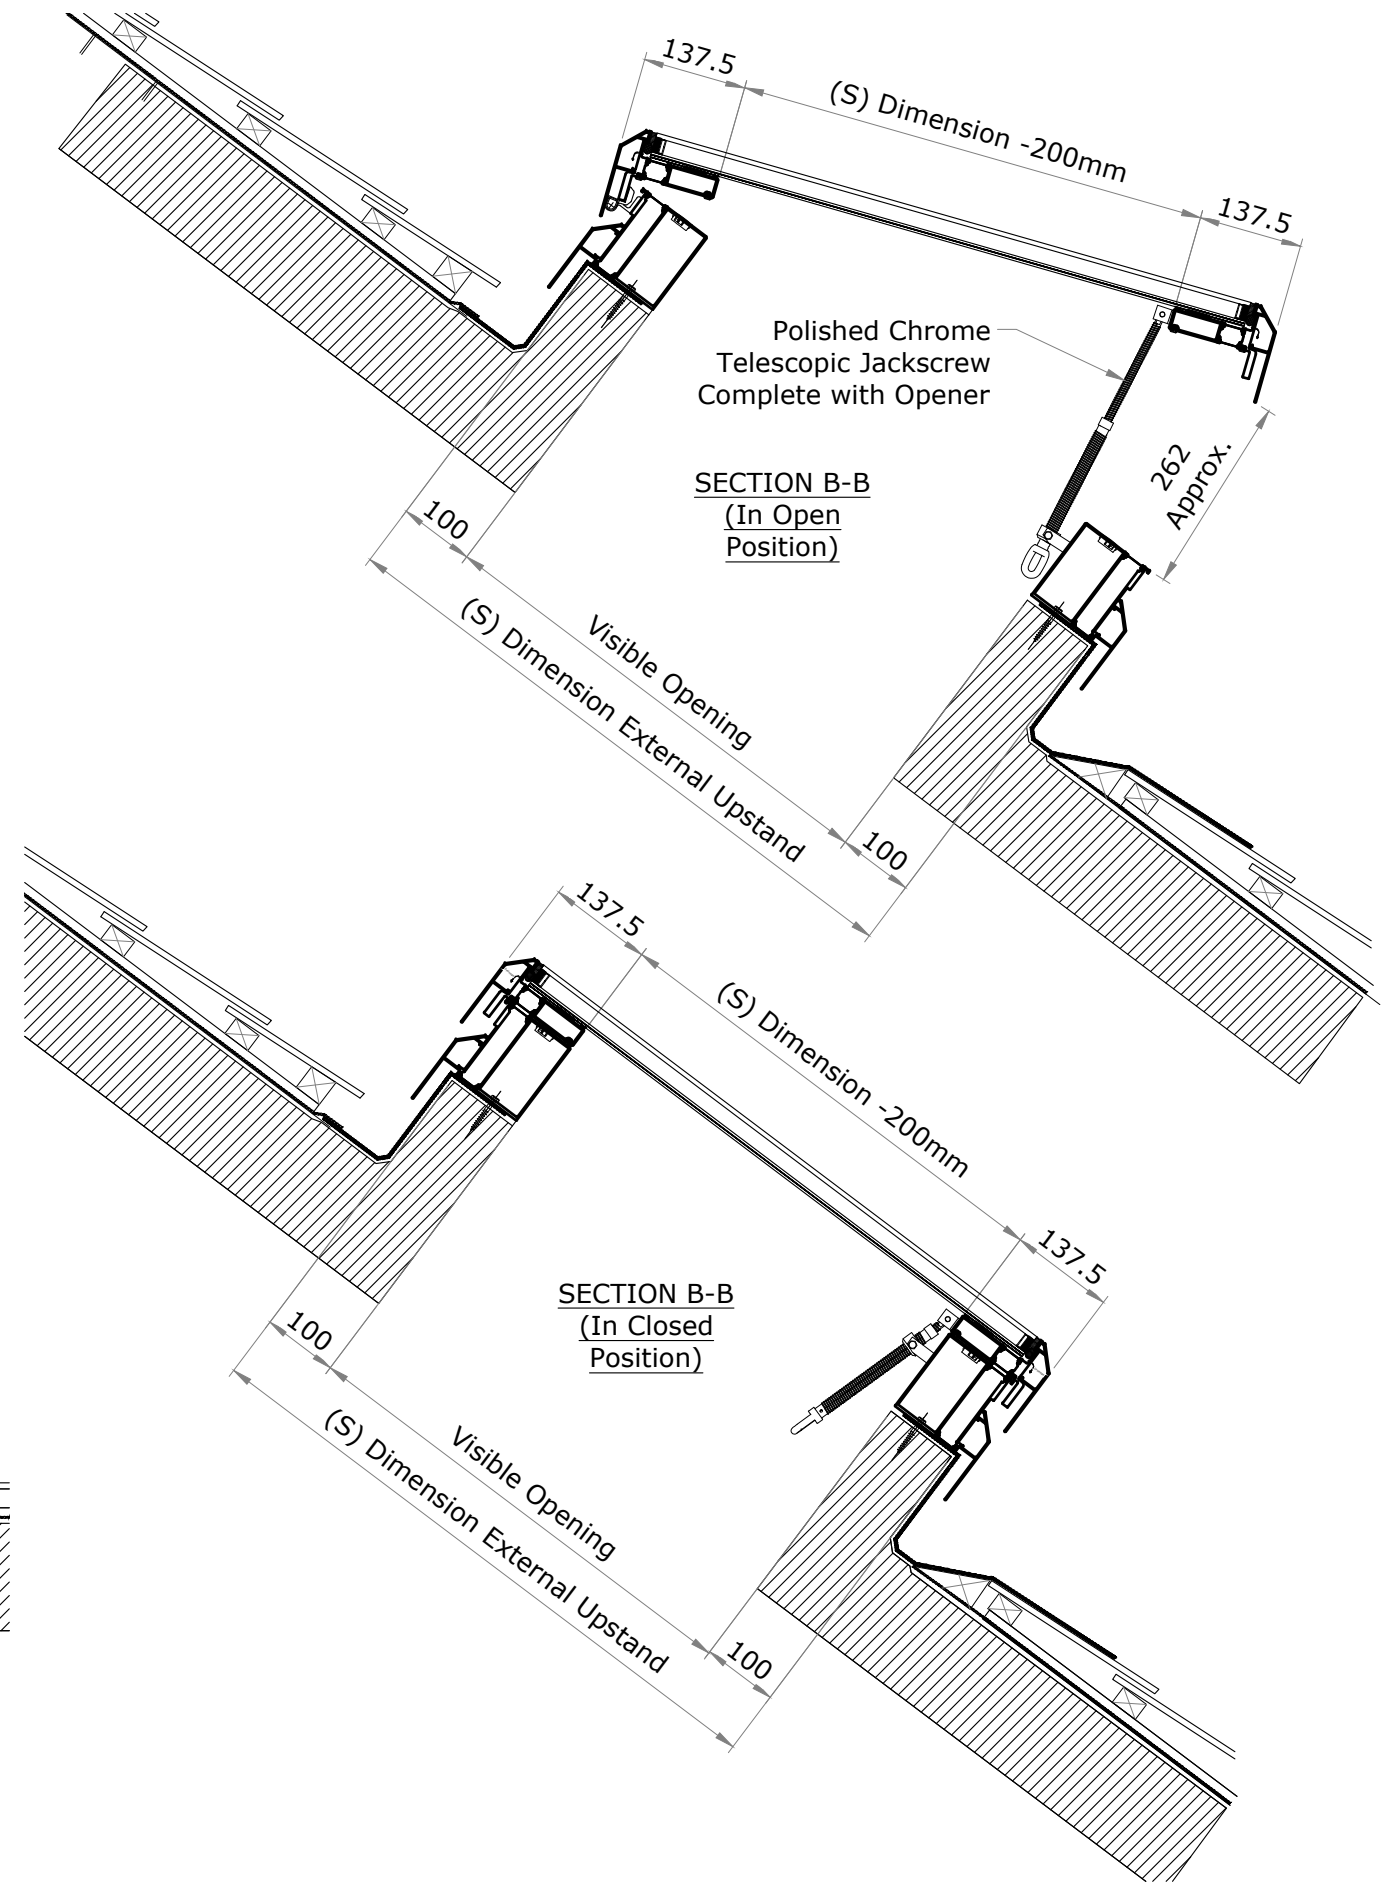 137.5
(S) Dimension -200mm
137.5
Polished Chrome
Telescopic Jackscrew
Complete with Opener
262
Approx.
SECTION B-B
(In Open
Position)
100
Visible Opening
(S) Dimension External Upstand
100
137.5
(S) Dimension -200mm
137.5
SECTION B-B
(In Closed
Position)
100
Visible Opening
(S) Dimension External Upstand
100